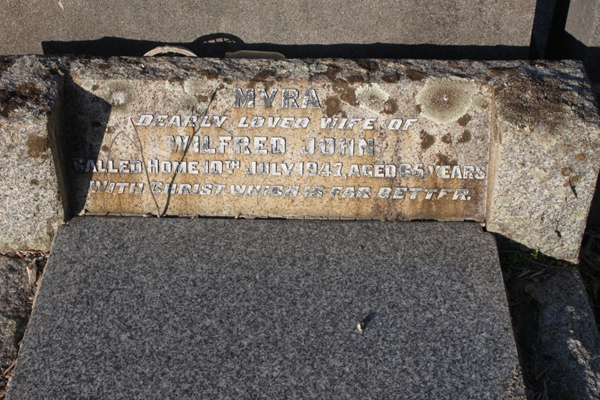 MYRA
DEARLY LOVED WIFE OF
WILFRED JOHN
CALLED HOME 10TH JULY 1947, AGED 65 YEARS
WITH CHRIST WHICH IS FAR BETTER.